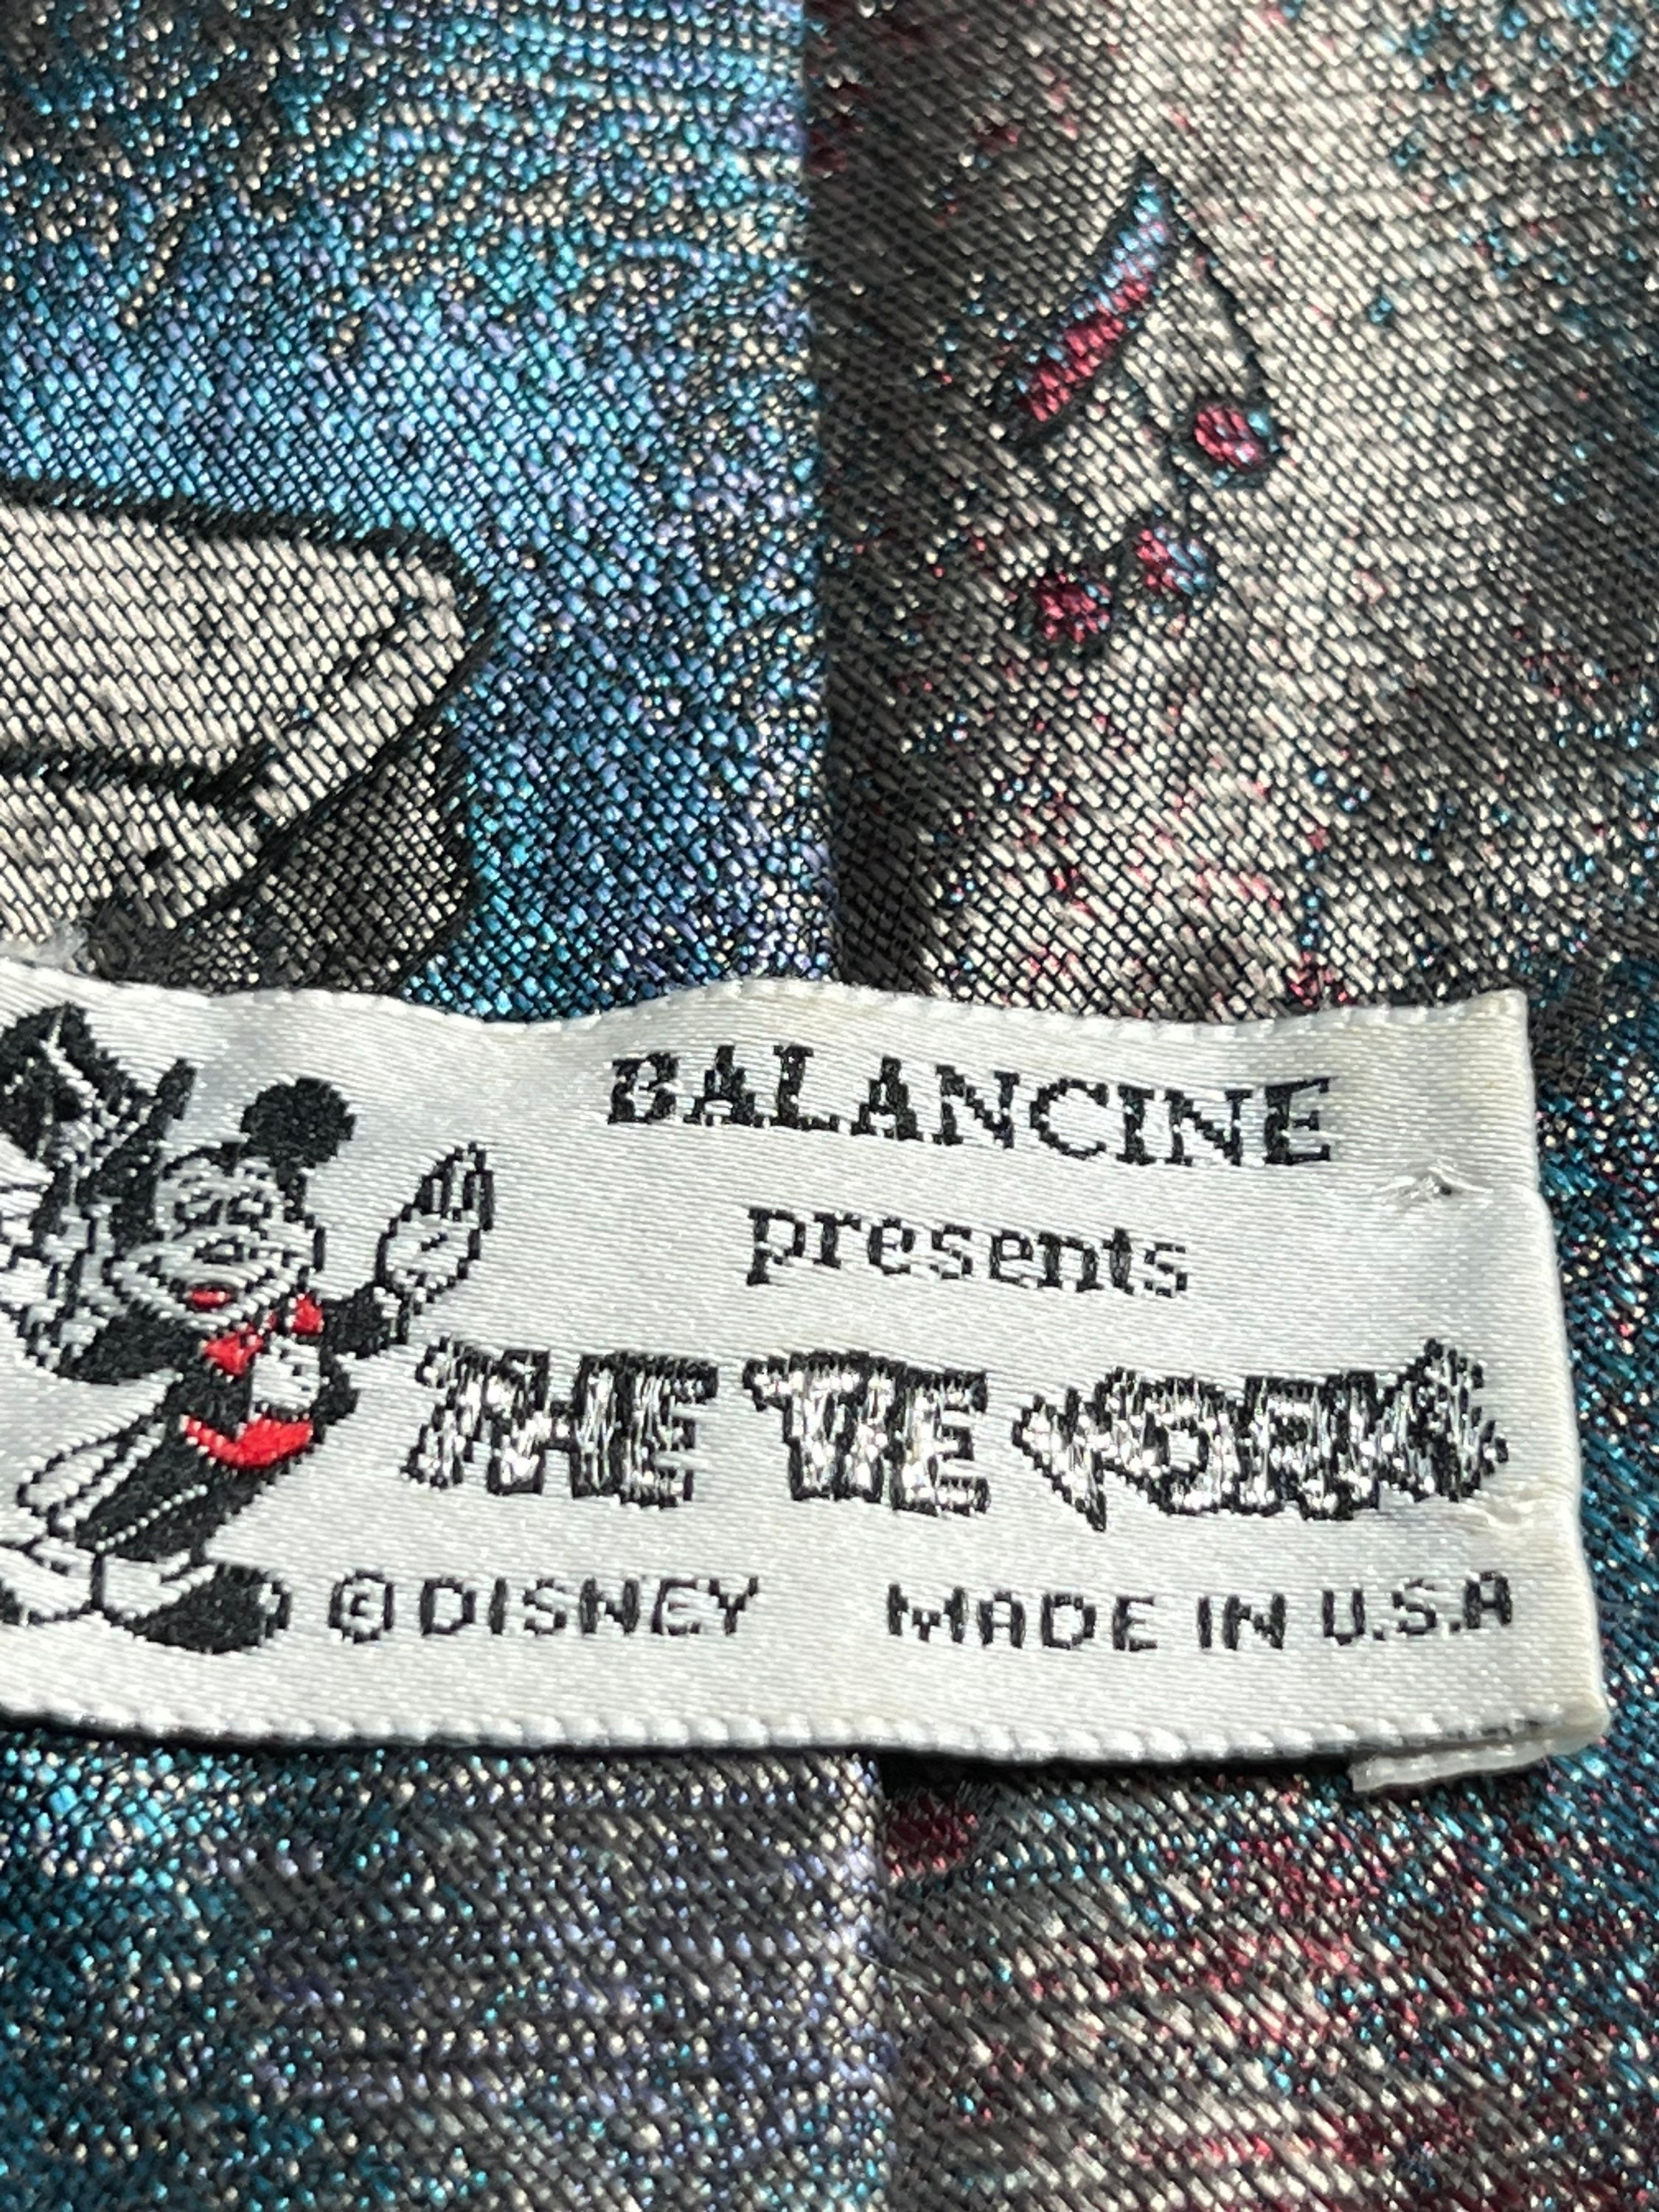 BALANCINE
presents
THE TIE WORKS
©DISNEY MADE IN U.S.A